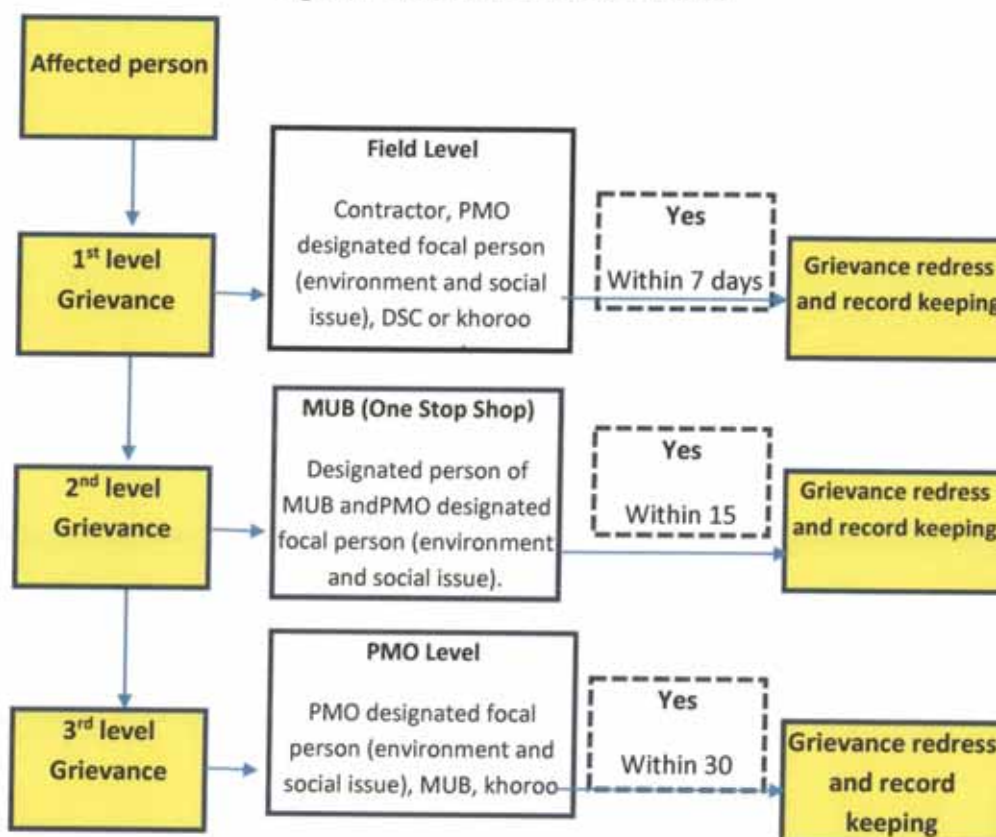 Affected person
Field Level
Contractor, PMO
designated focal person
(environment and social
issue), DSC or khoroo
Yes
Within 7 days
1st level
Grievance
Grievance redress
and record keeping
MUB (One Stop Shop)
Designated person of
MUB andPMO designated
focal person (environment
and social issue).
Yes
Within 15
2nd level
Grievance
Grievance redress
and record keeping
PMO Level
PMO designated focal
person (environment and
social issue), MUB, khoroo
Yes
Within 30
3rd level
Grievance
Grievance redress
and record
keeping